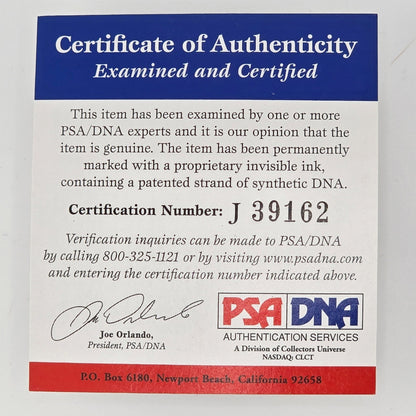 Certificate of Authenticity
Examined and Certified
This item has been examined by one or more
PSA/DNA experts and it is our opinion that the
item is genuine. The item has been permanently
marked with a proprietary invisible ink,
containing a patented strand of synthetic DNA.
Certification Number: J 39162
Verification inquiries can be made to PSA/DNA
by calling 800-325-1121 or by visiting www.psadna.com
and entering the certification number indicated above.
Joe Orlando,
President, PSA/DNA
PSA DNA
AUTHENTICATION SERVICES
A Division of Collectors Universe
NASDAQ: CLCT
P.O. Box 6180, Newport Beach, California 92658